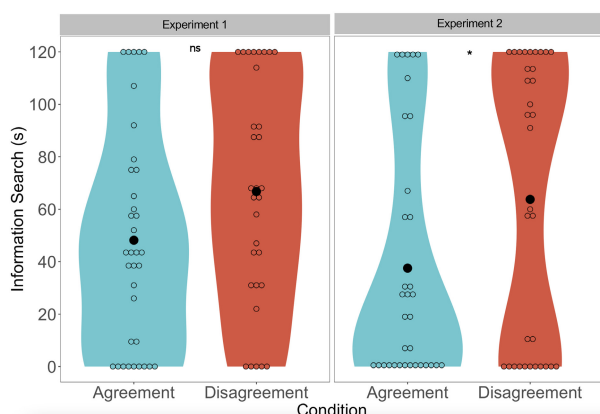 Experiment 1
Experiment 2
120
100
80
60
40
20
0
Information Search (s)
ns
*
Agreement
Disagreement
Agreement
Disagreement
Condition